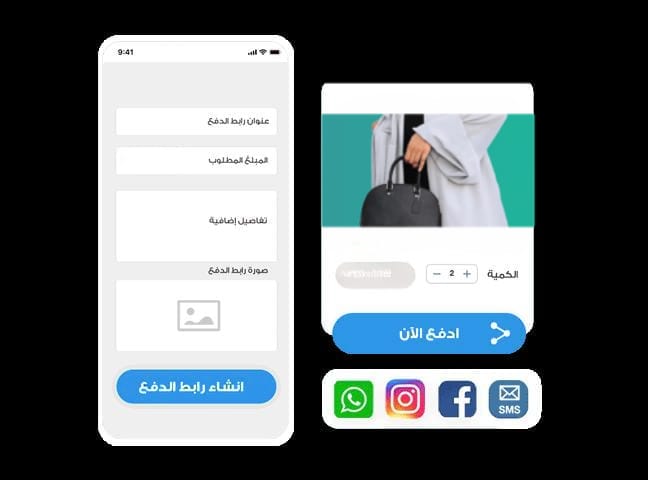 9:41
عنوان رابط الدفع
المبلغ المطلوب
تفاصيل إضافية
صورة رابط الدفع
انشاء رابط الدفع
الكمية
+ 2 −
ادفع الآن
SMS